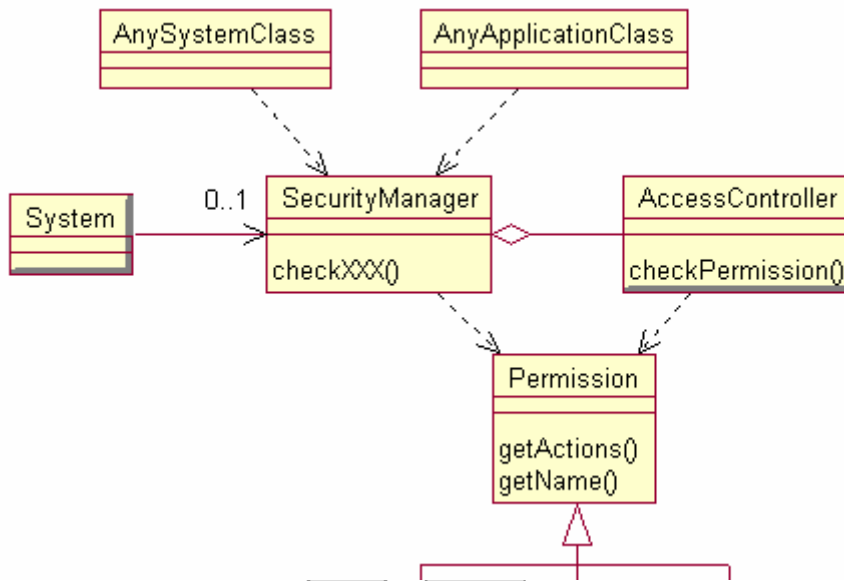 AnySystemClass
AnyApplicationClass
System
0..1
SecurityManager
checkXXX()
AccessController
checkPermission()
Permission
getActions()
getName()